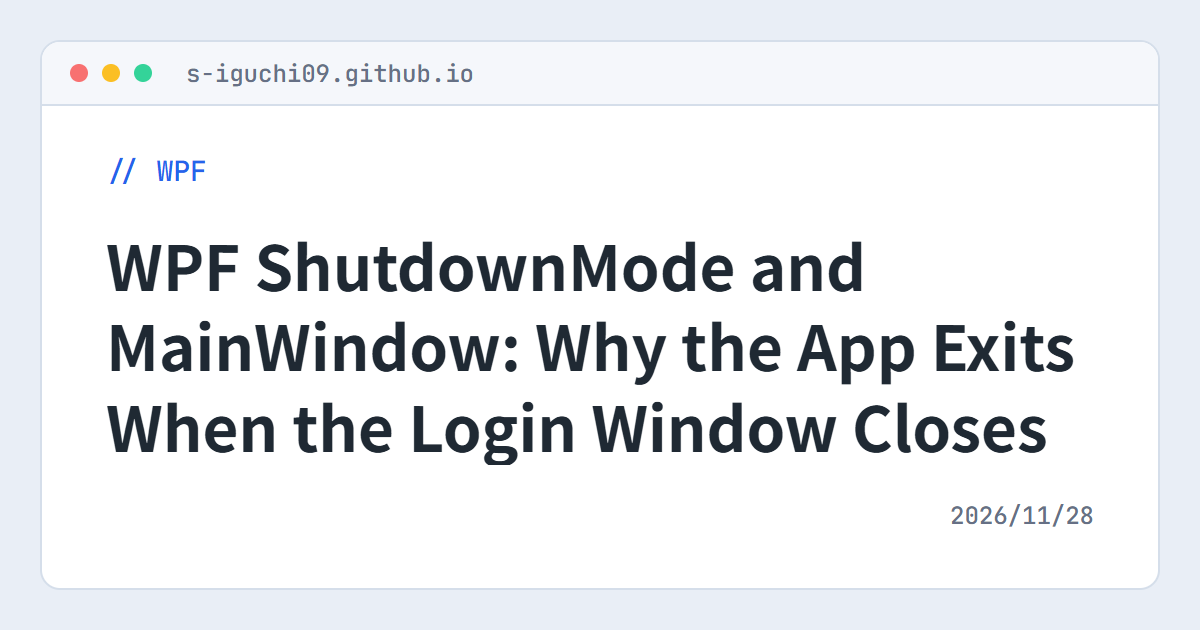 s-iguchi09.github.io
// WPF
WPF ShutdownMode and
MainWindow: Why the App Exits
When the Login Window Closes
2026/11/28